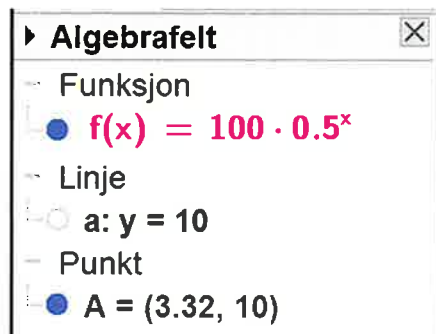 Algebrafelt
Funksjon
f(x) = 100 · 0.5ˣ
Linje
a: y = 10
Punkt
A = (3.32, 10)